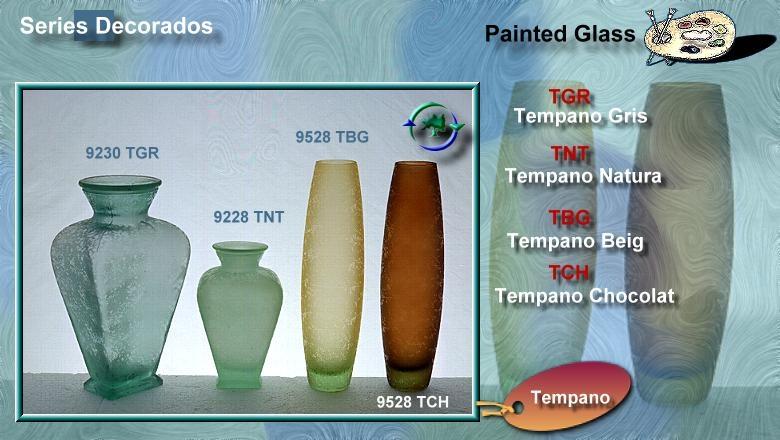 Series Decorados
Painted Glass
9230 TGR
9228 TNT
9528 TBG
9528 TCH
TGR
Tempano Gris
TNT
Tempano Natura
TBG
Tempano Beig
TCH
Tempano Chocolat
Tempano